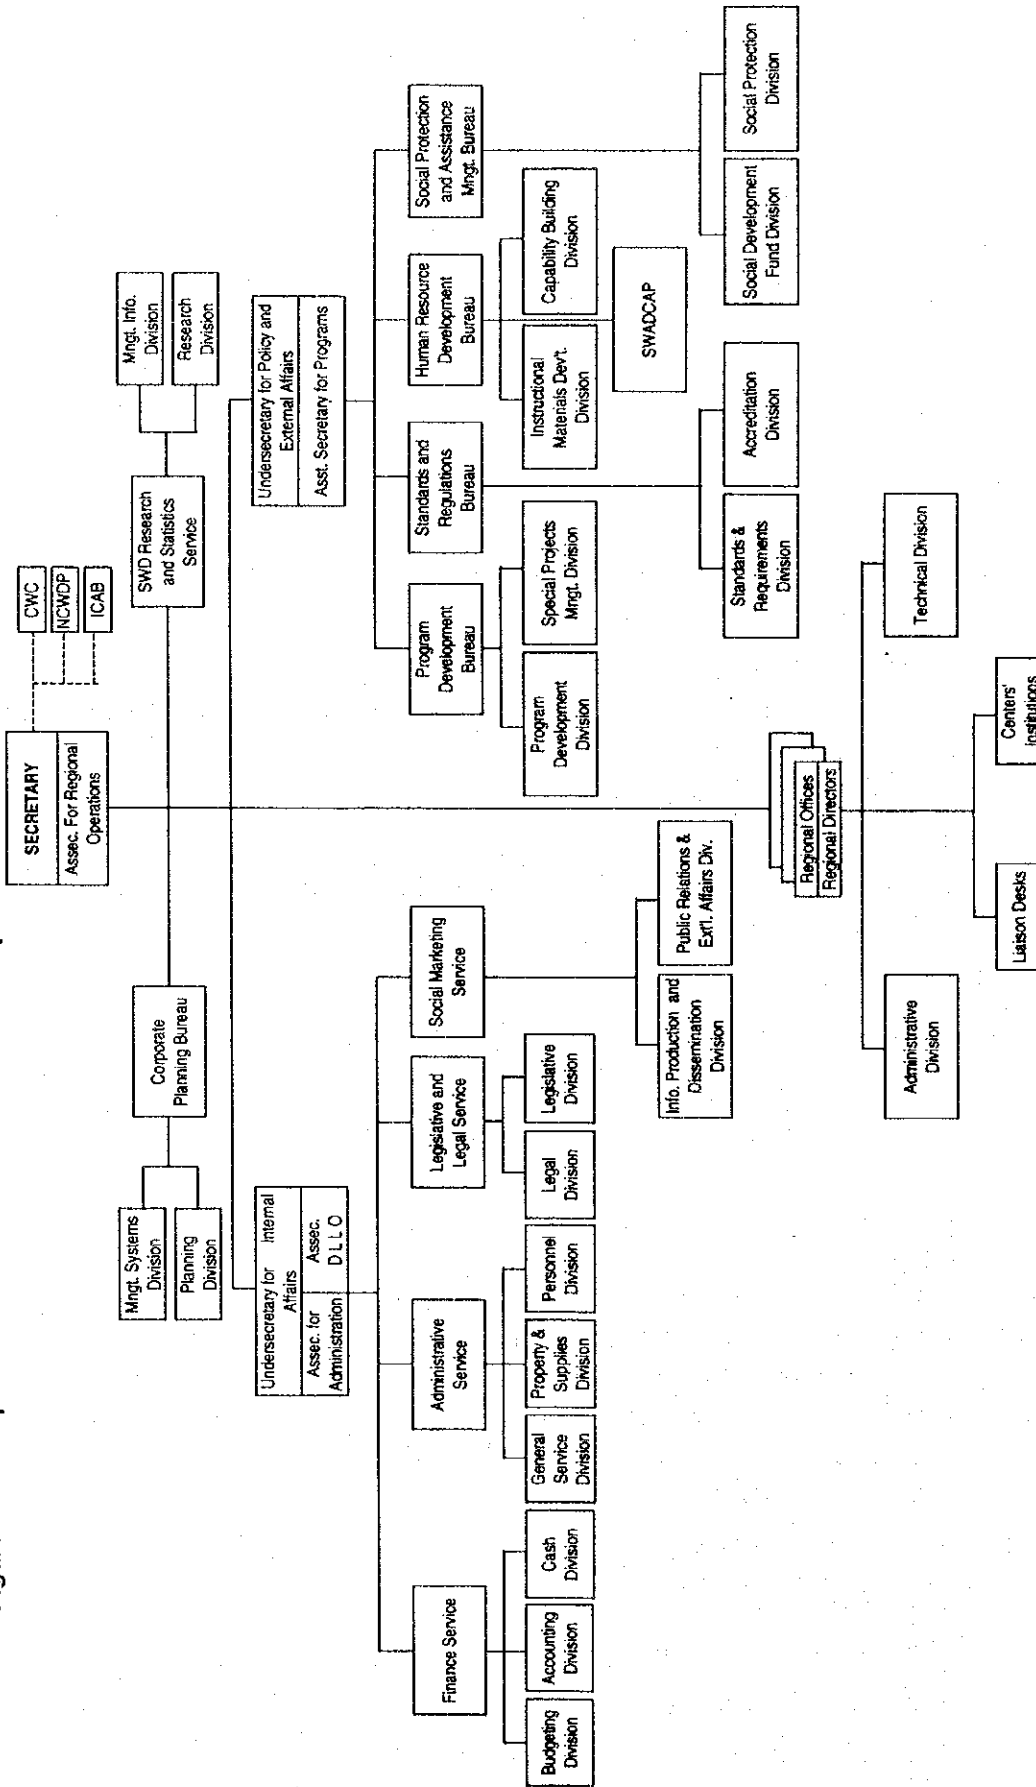 SECRETARY
Assec. For Regional
Operations
CWC
NCWDP
ICAB
Mngt. Systems
Division
Planning
Division
Corporate
Planning Bureau
SWD Research
and Statistics
Service
Mngt. Info.
Division
Research
Division
Undersecretary for Internal
Affairs
Assec. for
Administration
Assec.
D L L O
Undersecretary for Policy and
External Affairs
Asst. Secretary for Programs
Finance Service
Administrative
Service
Legislative and
Legal Service
Social Marketing
Service
Program
Development
Bureau
Standards and
Regulations
Bureau
Human Resource
Development
Bureau
Social Protection
and Assistance
Mngt. Bureau
Budgeting
Division
Accounting
Division
Cash
Division
General
Service
Division
Property &
Supplies
Division
Personnel
Division
Legal
Division
Legislative
Division
Program
Development
Division
Special Projects
Mngt. Division
Instructional
Materials Dev't.
Division
Capability Building
Division
SWADCAP
Info. Production and
Dissemination
Division
Public Relations &
Ext'l. Affairs Div.
Standards &
Requirements
Division
Accreditation
Division
Social Development
Fund Division
Social Protection
Division
Regional Offices
Regional Directors
Administrative
Division
Technical Division
Liaison Desks
Centers'
Institutions